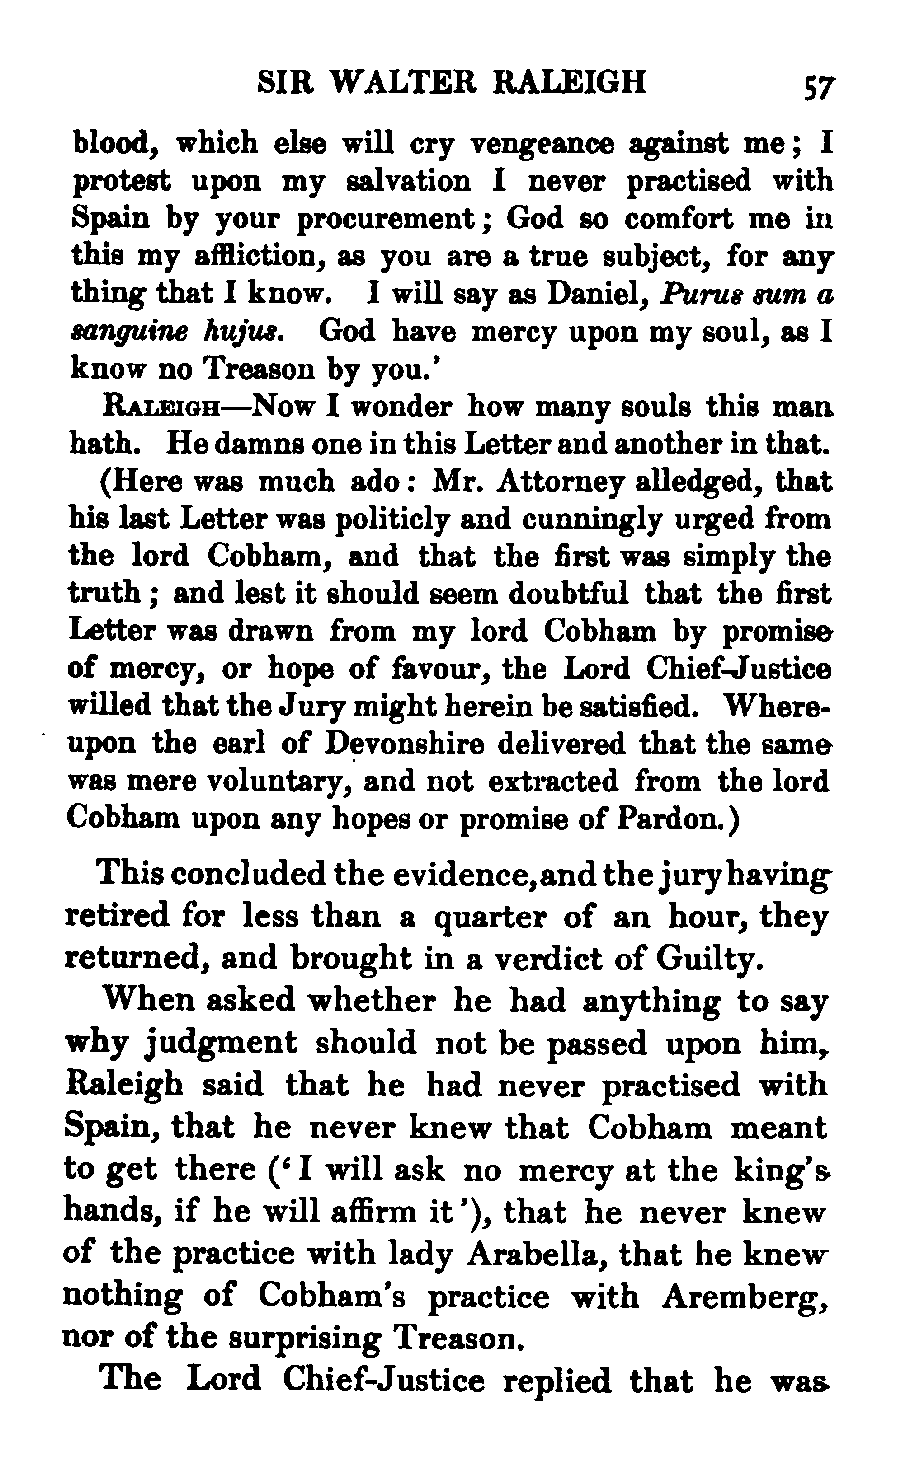 SIR WALTER RALEIGH 57
blood, which else will cry vengeance against me; I
protest upon my salvation I never practised with
Spain by your procurement; God so comfort me in
this my affliction, as you are a true subject, for any
thing that I know. I will say as Daniel, Purus sum a
sanguine hujus. God have mercy upon my soul, as I
know no Treason by you.'
RALEIGH—Now I wonder how many souls this man
hath. He damns one in this Letter and another in that.
(Here was much ado: Mr. Attorney alledged, that
his last Letter was politicly and cunningly urged from
the lord Cobham, and that the first was simply the
truth; and lest it should seem doubtful that the first
Letter was drawn from my lord Cobham by promise
of mercy, or hope of favour, the Lord Chief-Justice
willed that the Jury might herein be satisfied. Where-
upon the earl of Devonshire delivered that the same
was mere voluntary, and not extracted from the lord
Cobham upon any hopes or promise of Pardon.)
This concluded the evidence, and the jury having
retired for less than a quarter of an hour, they
returned, and brought in a verdict of Guilty.
When asked whether he had anything to say
why judgment should not be passed upon him,
Raleigh said that he had never practised with
Spain, that he never knew that Cobham meant
to get there ('I will ask no mercy at the king's
hands, if he will affirm it'), that he never knew
of the practice with lady Arabella, that he knew
nothing of Cobham's practice with Aremberg,
nor of the surprising Treason.
The Lord Chief-Justice replied that he was